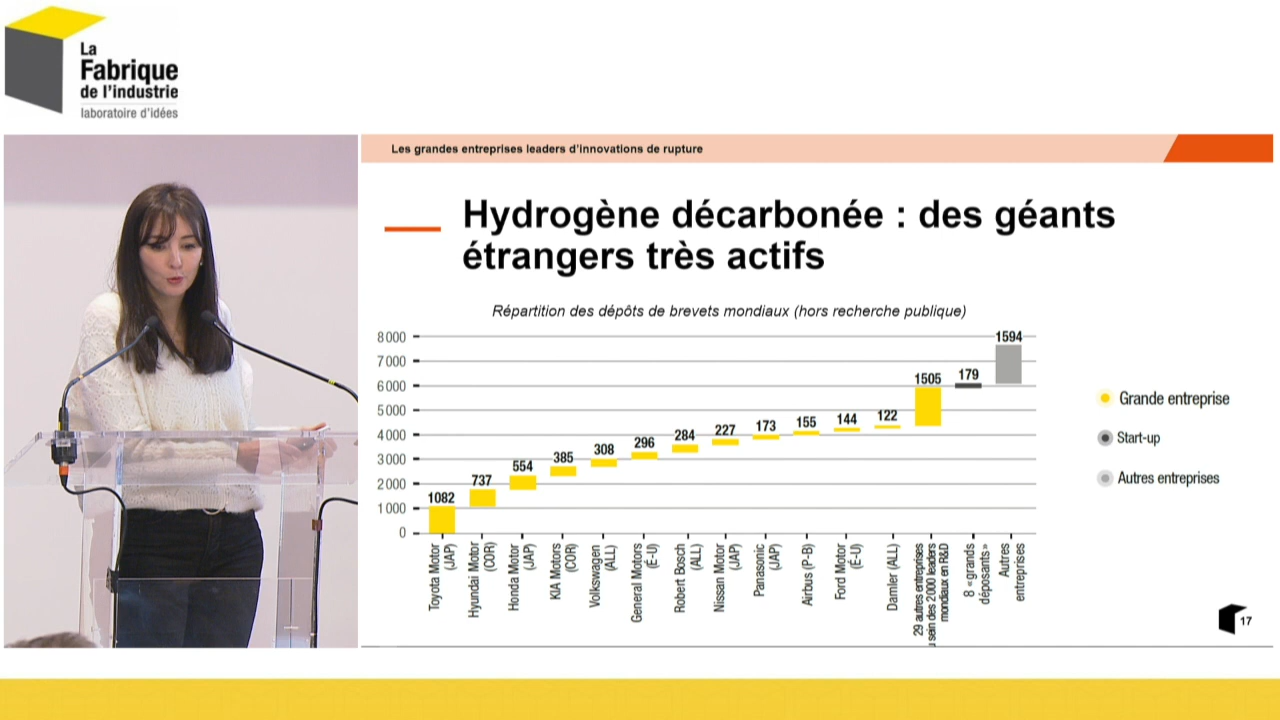 La
Fabrique
de l'industrie
laboratoire d'idées
Les grandes entreprises leaders d'innovations de rupture
Hydrogène décarbonée : des géants
étrangers très actifs
Répartition des dépôts de brevets mondiaux (hors recherche publique)
8 000
7 000
6 000
5 000
4 000
3 000
2 000
1 000
0
1082
737
554
385
308
296
284
227
173
155
144
122
1505
179
1594
Toyota Motor
(JAP)
Hyundai Motor
(COR)
Honda Motor
(JAP)
KIA Motors
(COR)
Volkswagen
(ALL)
General Motors
(É-U)
Robert Bosch
(ALL)
Nissan Motor
(JAP)
Panasonic
(JAP)
Airbus (P-B)
Ford Motor
(É-U)
Damler (ALL)
29 autres entreprises
u sein des 2000 leaders
mondiaux en R&D
8 «grands
déposants»
Autres
entreprises
Grande entreprise
Start-up
Autres entreprises
17